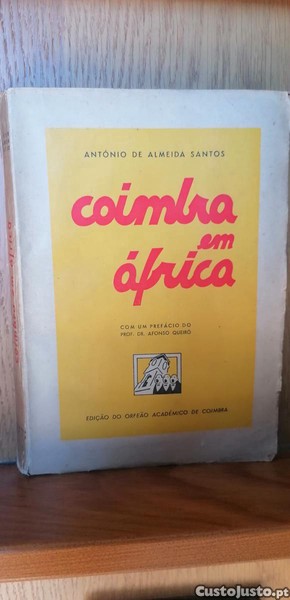 ANTÓNIO DE ALMEIDA SANTOS
coimbra
em
áfrica
COM UM PREFÁCIO DO
PROF. DR. AFONSO QUEIRÓ
EDIÇÃO DO ORFEÃO ACADÉMICO DE COIMBRA
CustoJusto.pt